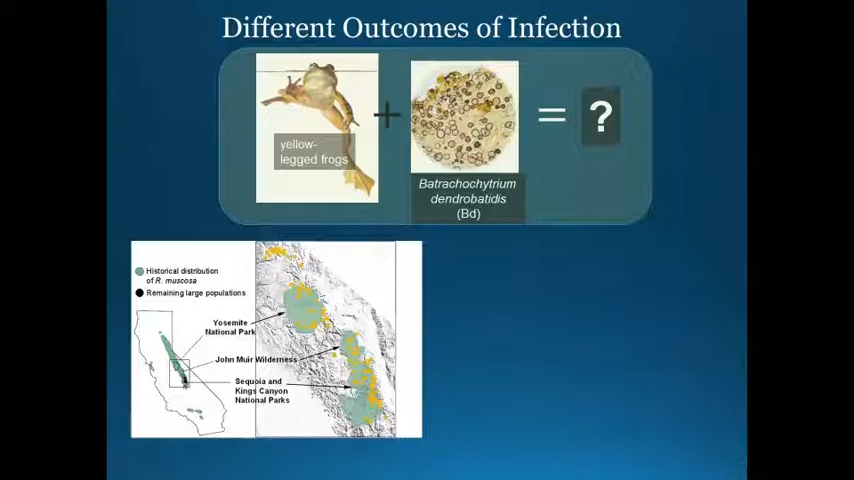 Different Outcomes of Infection
yellow-
legged frogs
+
=
?
Batrachochytrium
dendrobatidis
(Bd)
Historical distribution
of R. muscosa
Remaining large populations
Yosemite
National Park
John Muir Wilderness
Sequoia and
Kings Canyon
National Parks